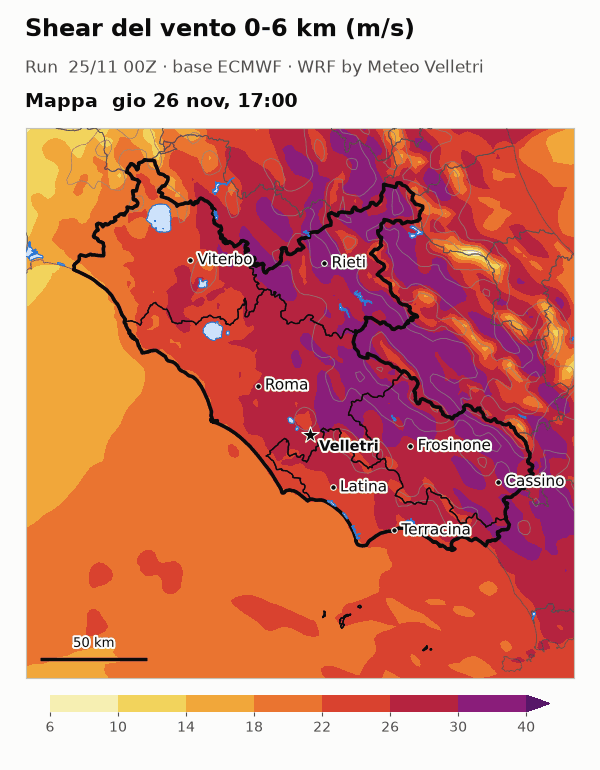 Shear del vento 0-6 km (m/s)
Run  25/11 00Z · base ECMWF · WRF by Meteo Velletri
Mappa  gio 26 nov, 17:00
Viterbo
Rieti
Roma
Velletri
Frosinone
Cassino
Latina
Terracina
50 km
6 10 14 18 22 26 30 40